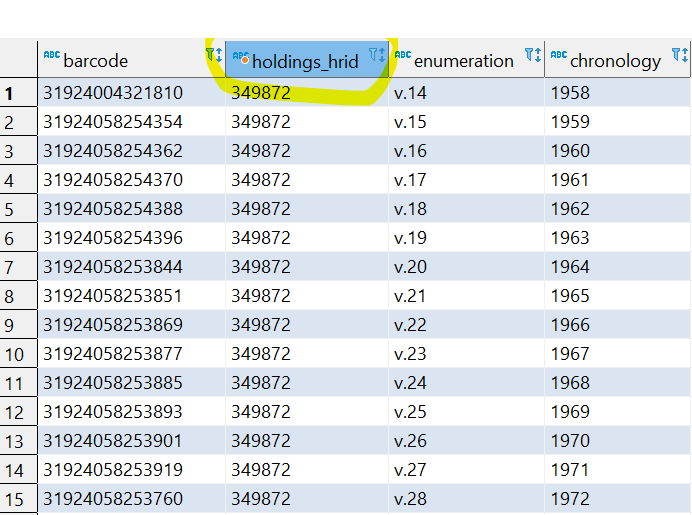 ABC barcode ABC holdings_hrid ABC enumeration ABC chronology
1 31924004321810 349872 v.14 1958
2 31924058254354 349872 v.15 1959
3 31924058254362 349872 v.16 1960
4 31924058254370 349872 v.17 1961
5 31924058254388 349872 v.18 1962
6 31924058254396 349872 v.19 1963
7 31924058253844 349872 v.20 1964
8 31924058253851 349872 v.21 1965
9 31924058253869 349872 v.22 1966
10 31924058253877 349872 v.23 1967
11 31924058253885 349872 v.24 1968
12 31924058253893 349872 v.25 1969
13 31924058253901 349872 v.26 1970
14 31924058253919 349872 v.27 1971
15 31924058253760 349872 v.28 1972